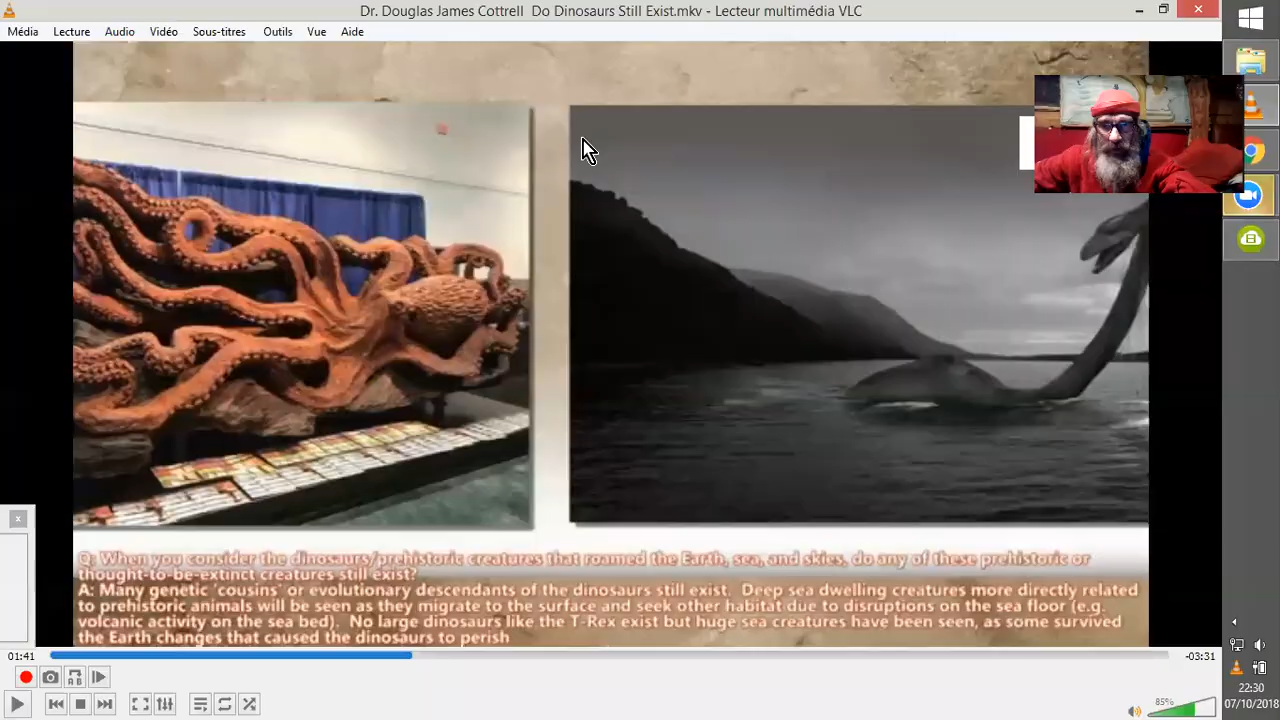 Dr. Douglas James Cottrell  Do Dinosaurs Still Exist.mkv - Lecteur multimédia VLC
Média Lecture Audio Vidéo Sous-titres Outils Vue Aide
Q: When you consider the dinosaurs/prehistoric creatures that roamed the Earth, sea, and skies, do any of these prehistoric or
thought-to-be-extinct creatures still exist?
A: Many genetic 'cousins' or evolutionary descendants of the dinosaurs still exist.  Deep sea dwelling creatures more directly related
to prehistoric animals will be seen as they migrate to the surface and seek other habitat due to disruptions on the sea floor (e.g.
volcanic activity on the sea bed).  No large dinosaurs like the T-Rex exist but huge sea creatures have been seen, as some survived
the Earth changes that caused the dinosaurs to perish
01:41
-03:31
85%
22:30
07/10/2018